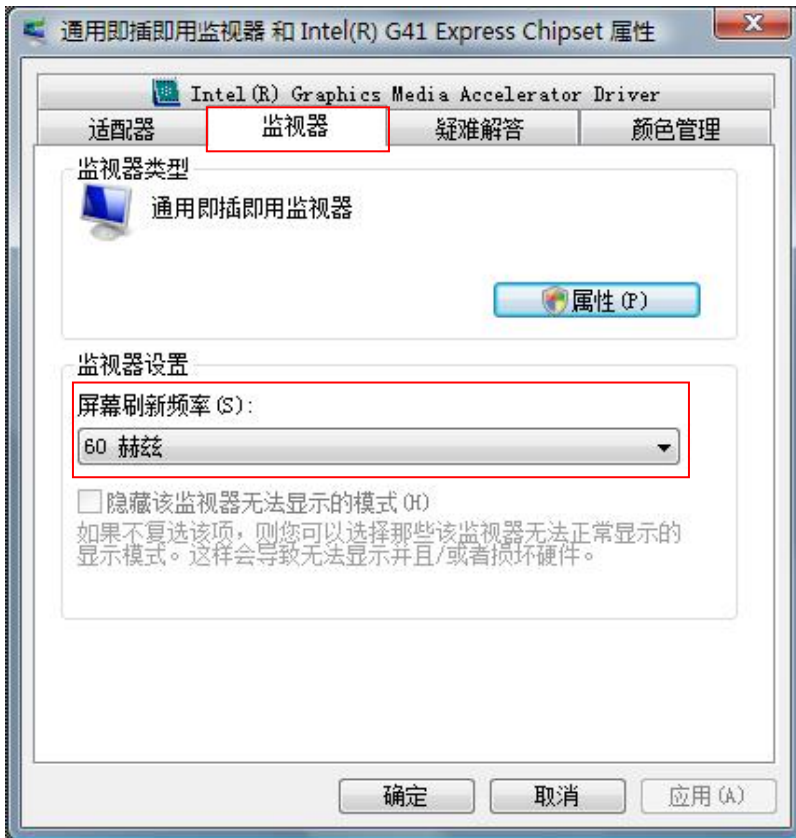 通用即插即用监视器 和 Intel(R) G41 Express Chipset 属性
Intel(R) Graphics Media Accelerator Driver
适配器 监视器 疑难解答 颜色管理
监视器类型
通用即插即用监视器
属性(P)
监视器设置
屏幕刷新频率(S):
60 赫兹
隐藏该监视器无法显示的模式(H)
如果不复选该项，则您可以选择那些该监视器无法正常显示的
显示模式。这样会导致无法显示并且/或者损坏硬件。
确定 取消 应用(A)